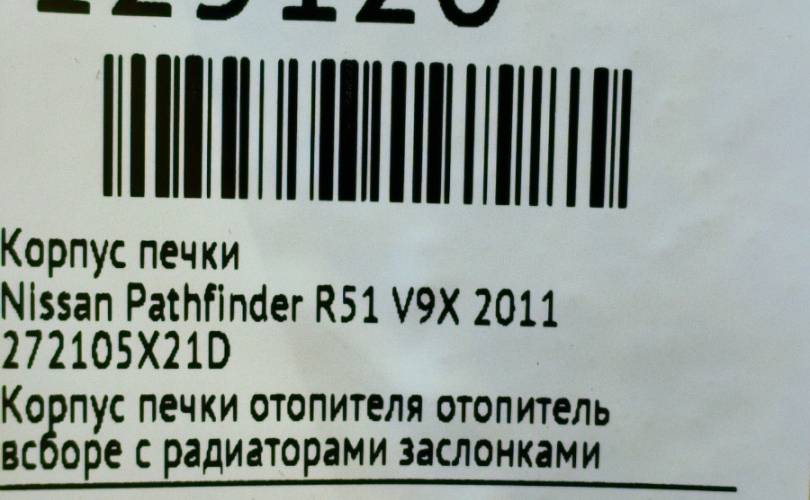 Корпус печки
Nissan Pathfinder R51 V9X 2011
272105X21D
Корпус печки отопителя отопитель
всборе с радиаторами заслонками